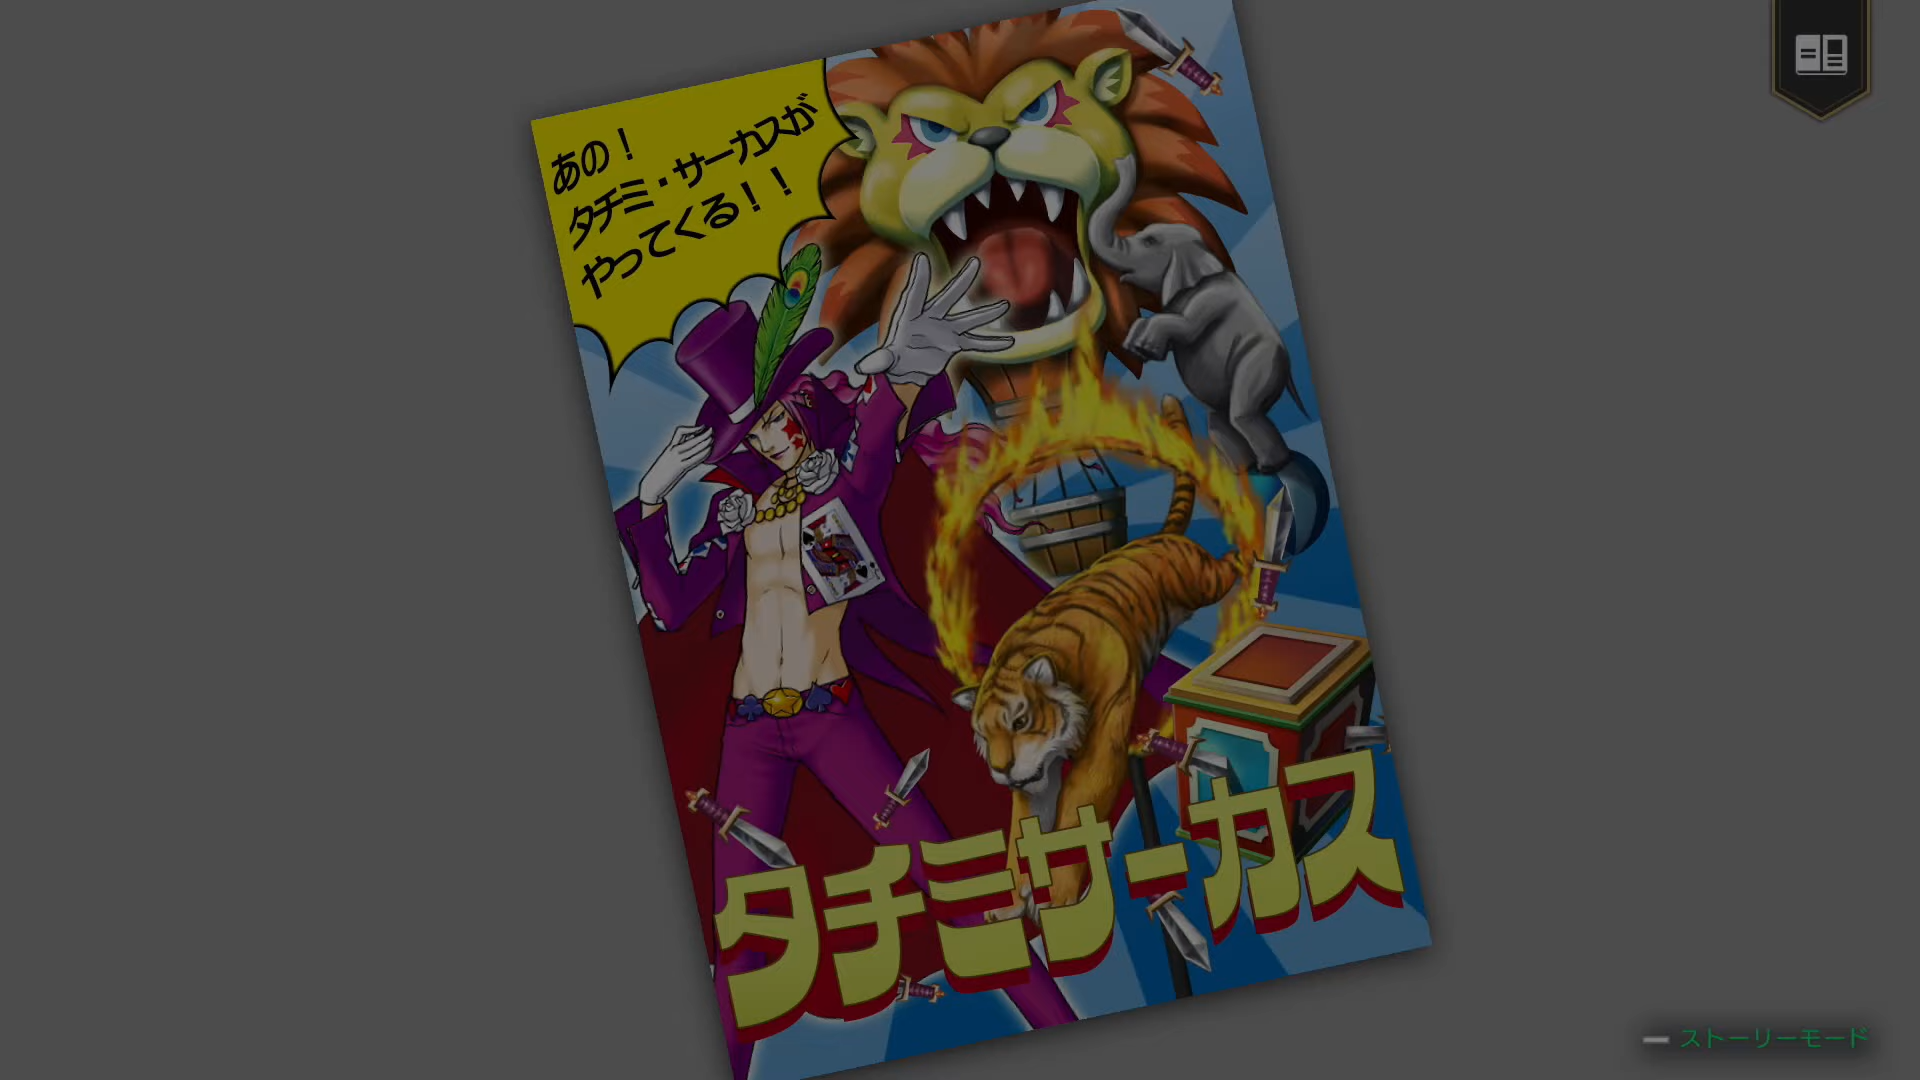 あの！
タチミ・サーカスが
やってくる！！
タチミサーカス
ストーリーモード